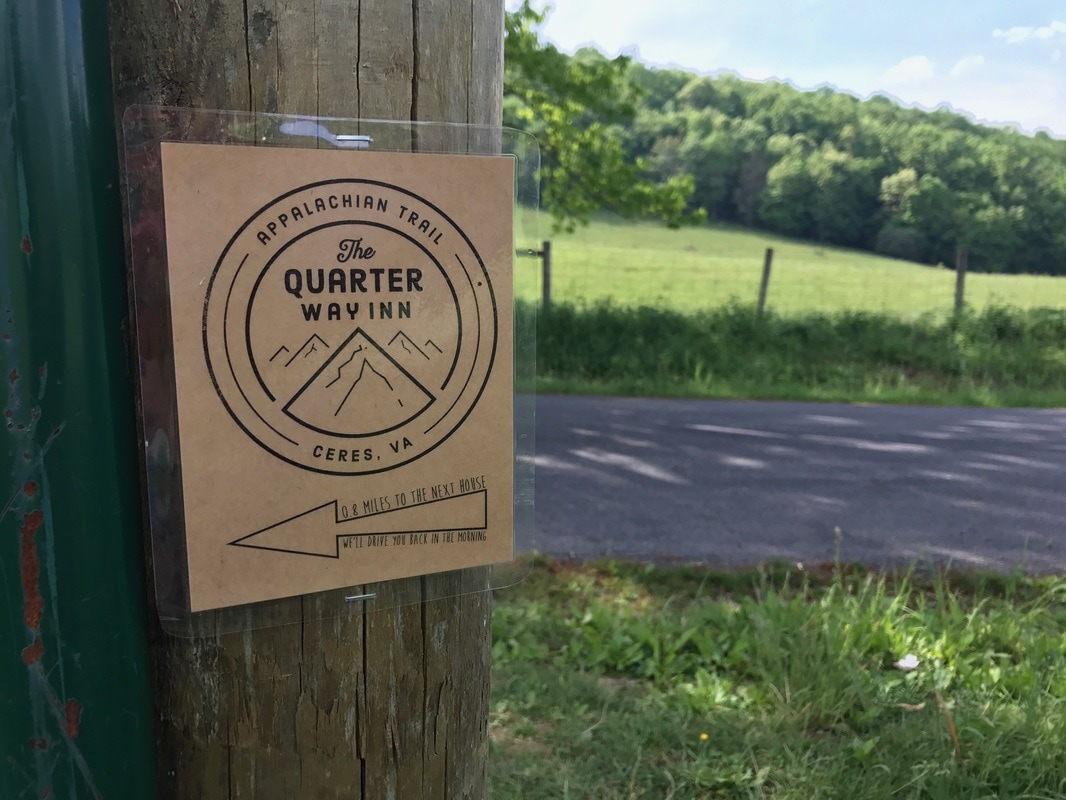 APPALACHIAN TRAIL
The
QUARTER
WAY INN
CERES, VA
0.8 MILES TO THE NEXT HOUSE
WE'LL DRIVE YOU BACK IN THE MORNING